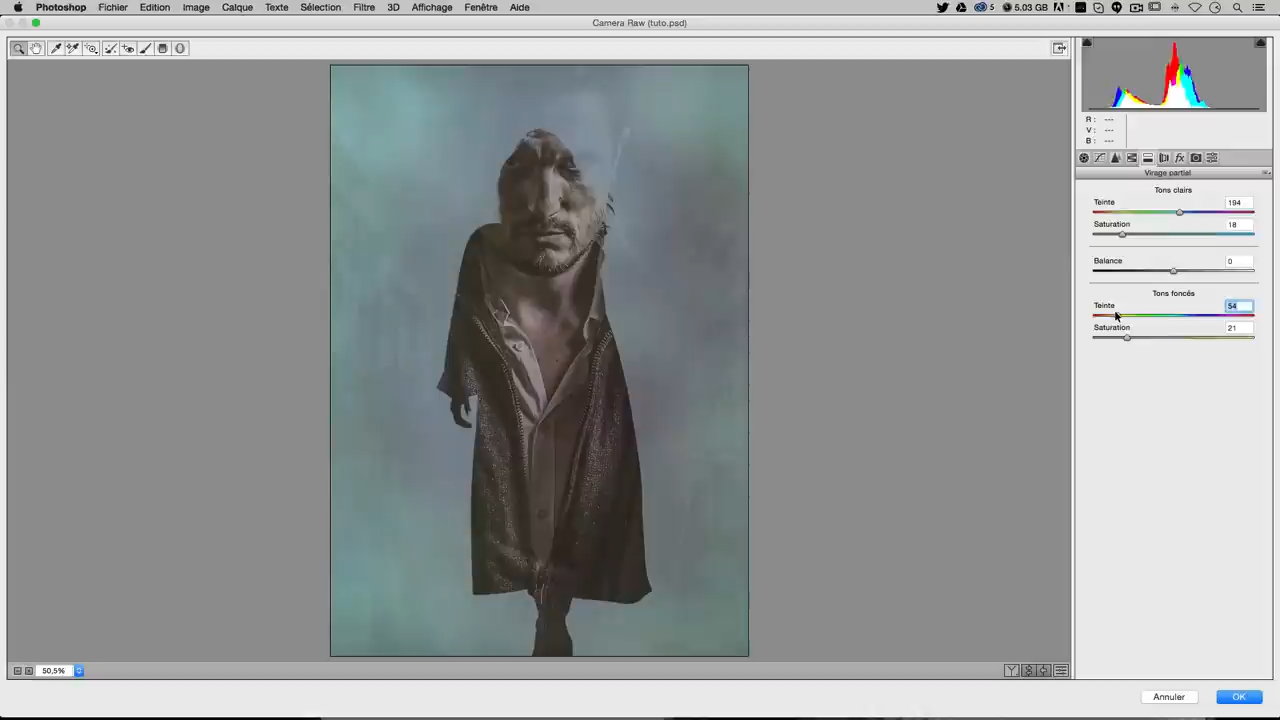 Photoshop Fichier Edition Image Calque Texte Sélection Filtre 3D Affichage Fenêtre Aide 5 5.03 GB
Camera Raw (tuto.psd)
R : ---
V : ---
B : ---
Virage partiel
Tons clairs
Teinte 194
Saturation 18
Balance 0
Tons foncés
Teinte 54
Saturation 21
50,5%
Y
Annuler OK